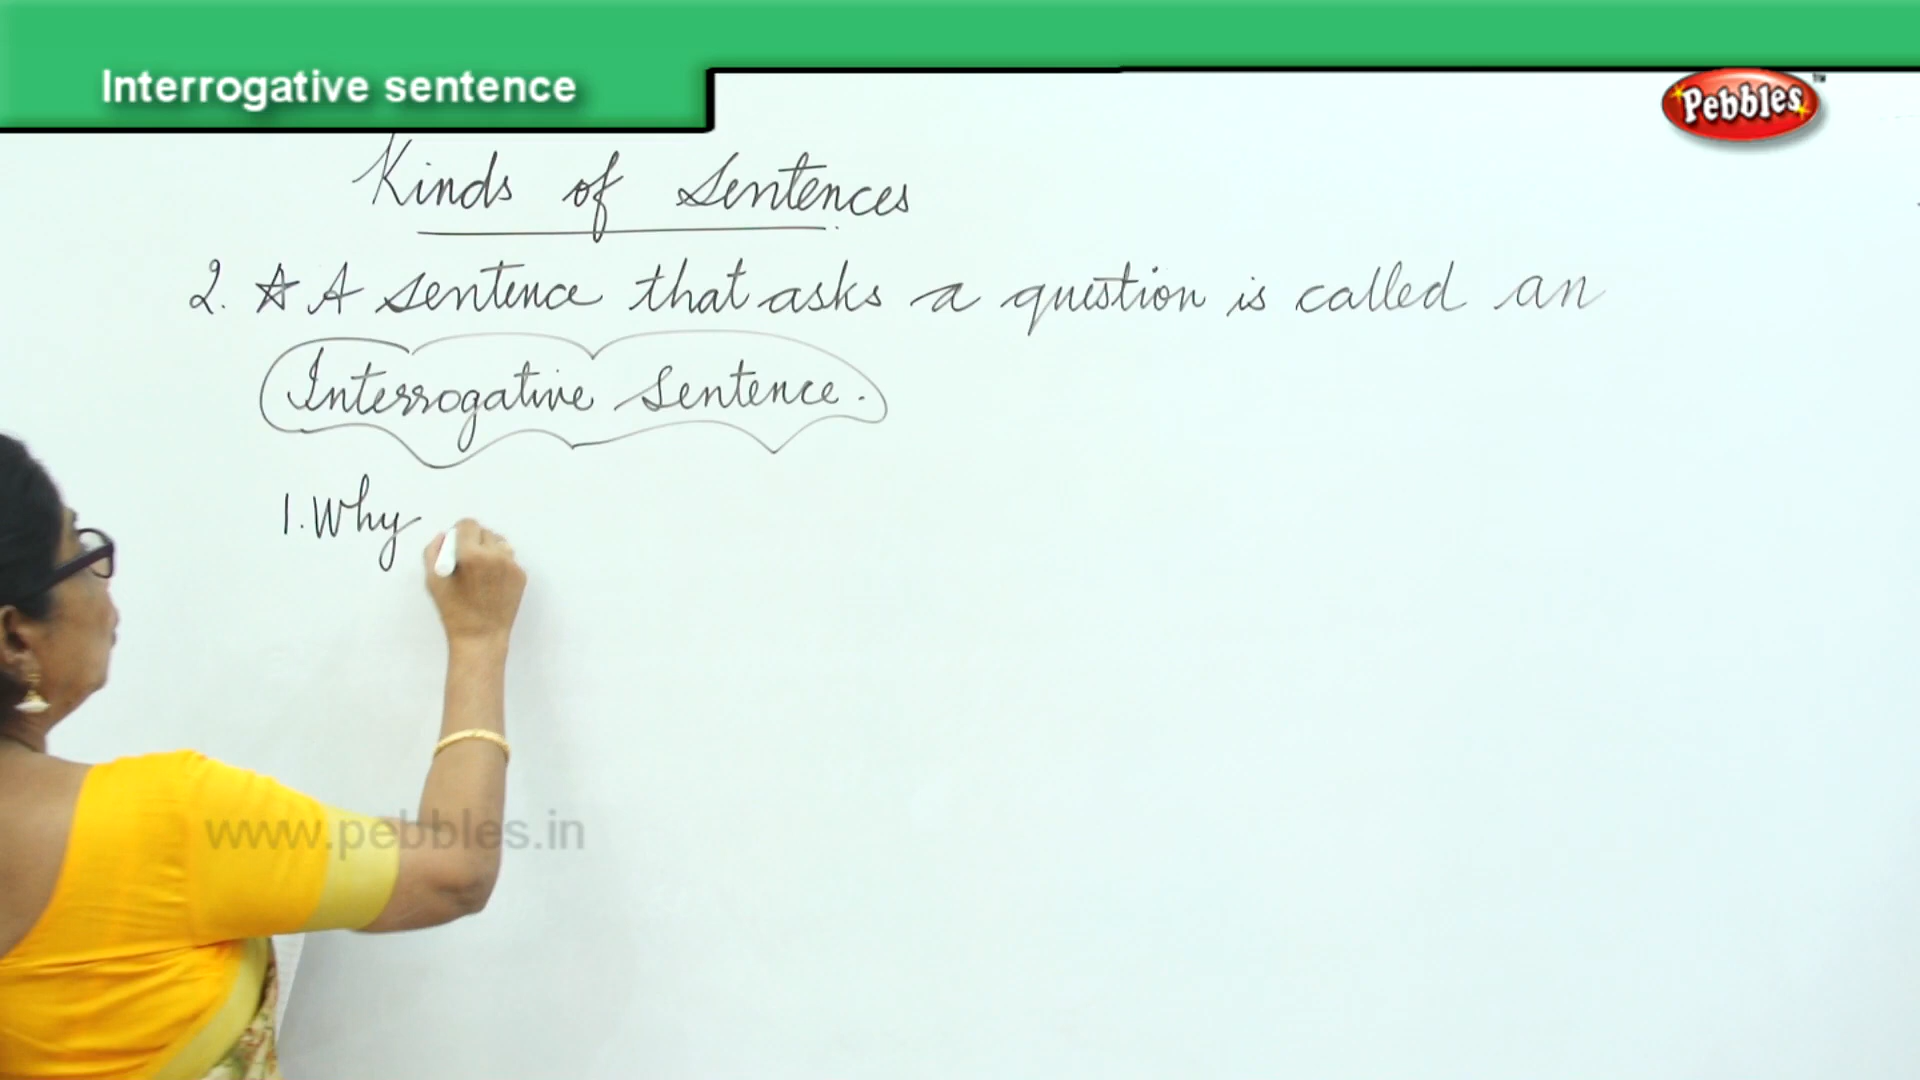 Interrogative sentence
Pebbles™
Kinds of Sentences
2. ☆ A sentence that asks a question is called an
Interrogative Sentence.
1. Why
www.pebbles.in